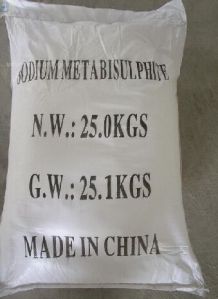 SODIUM METABISULPHITE
N.W.: 25.0KGS
G.W.: 25.1KGS
MADE IN CHINA